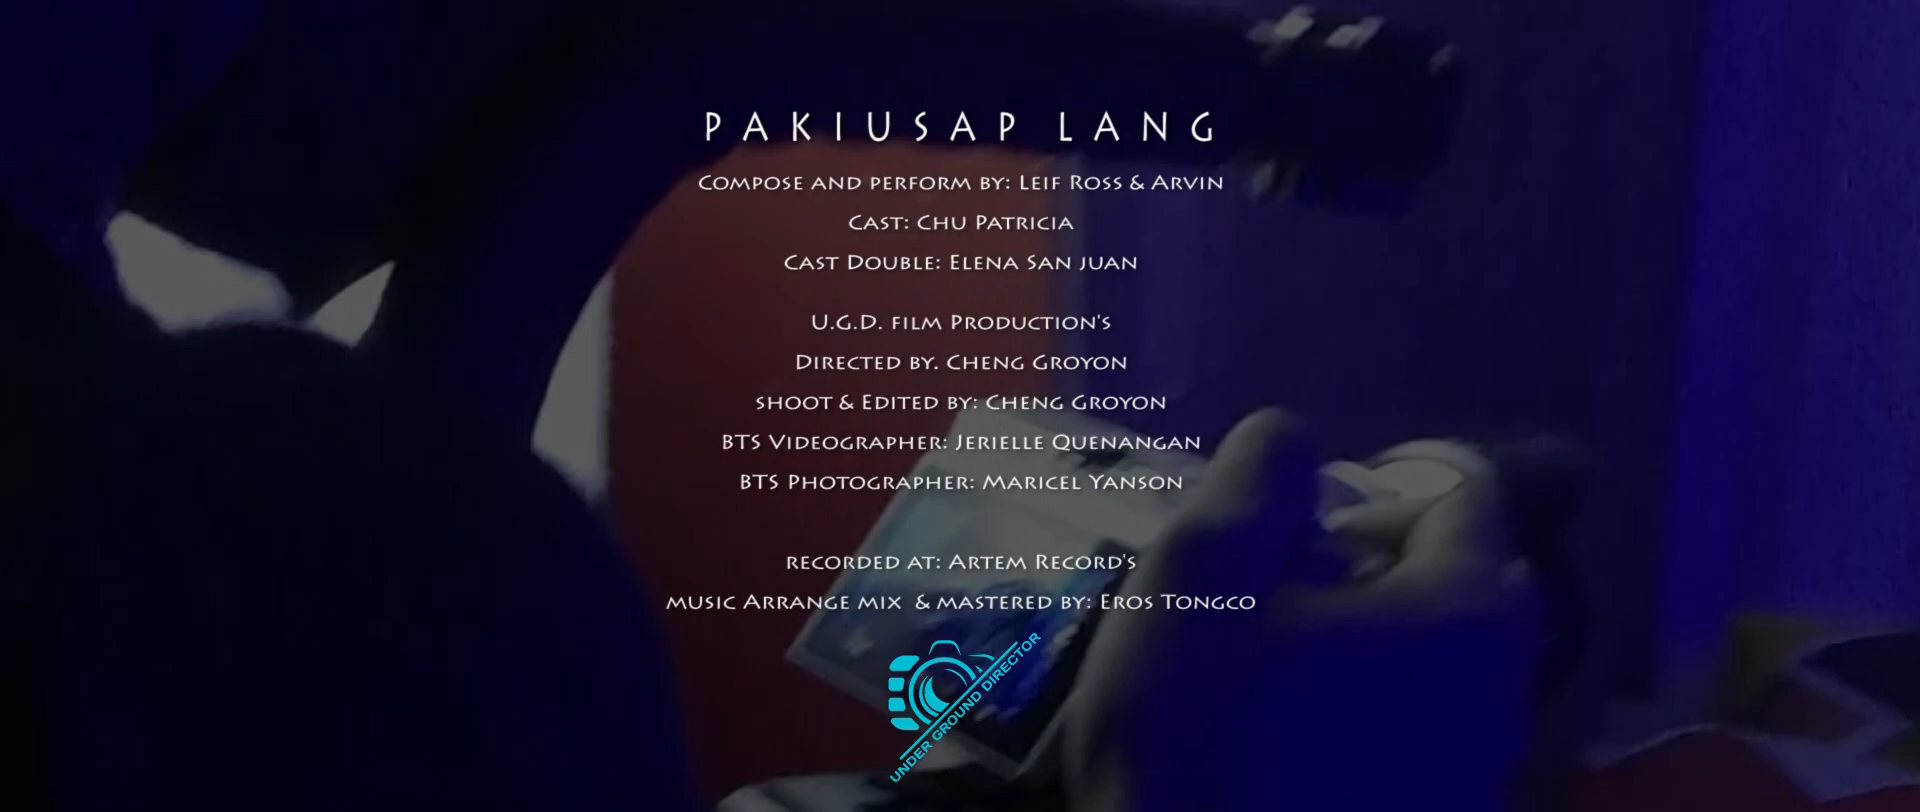 PAKIUSAP LANG
Compose and perform by: Leif Ross & Arvin
Cast: Chu Patricia
Cast Double: Elena San juan
U.G.D. film Production's
Directed by. Cheng Groyon
shoot & Edited by: Cheng Groyon
BTS Videographer: Jerielle Quenangan
BTS Photographer: Maricel Yanson
recorded at: Artem Record's
music Arrange mix & mastered by: Eros Tongco
UNDER GROUND DIRECTOR